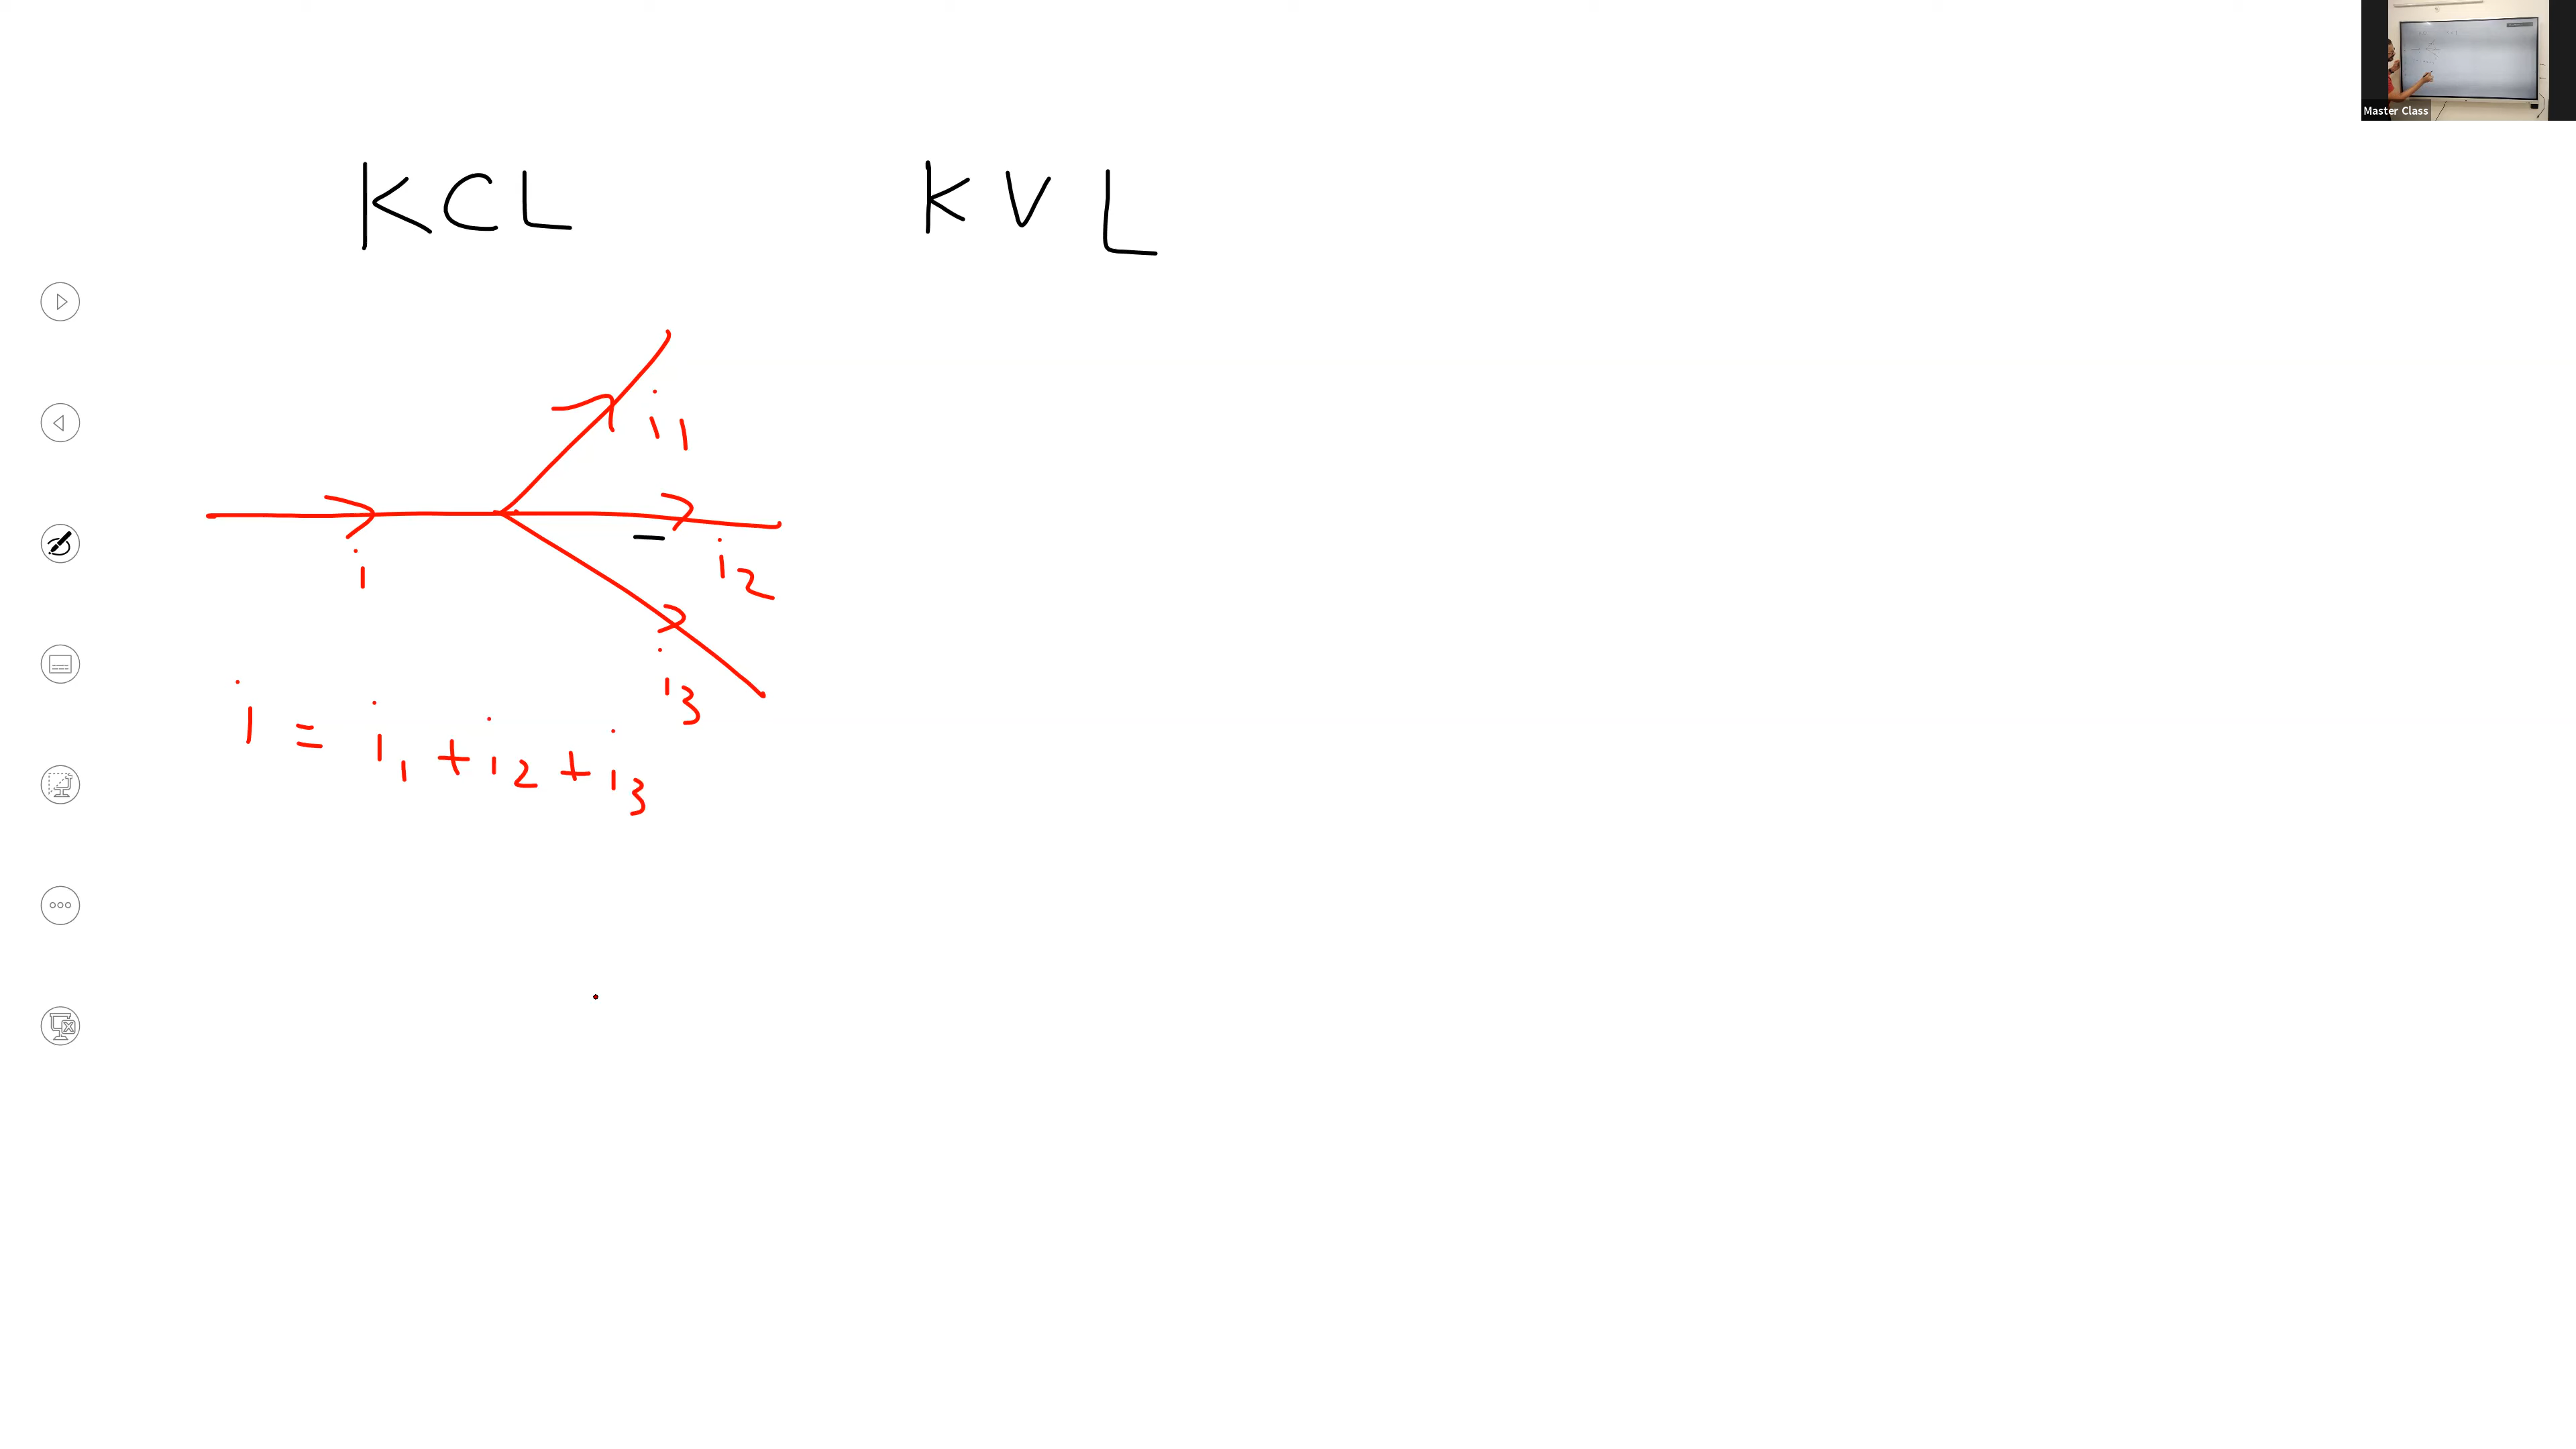 Master Class
KCL KVL
i1
i
i2
i3
i = i1 + i2 + i3